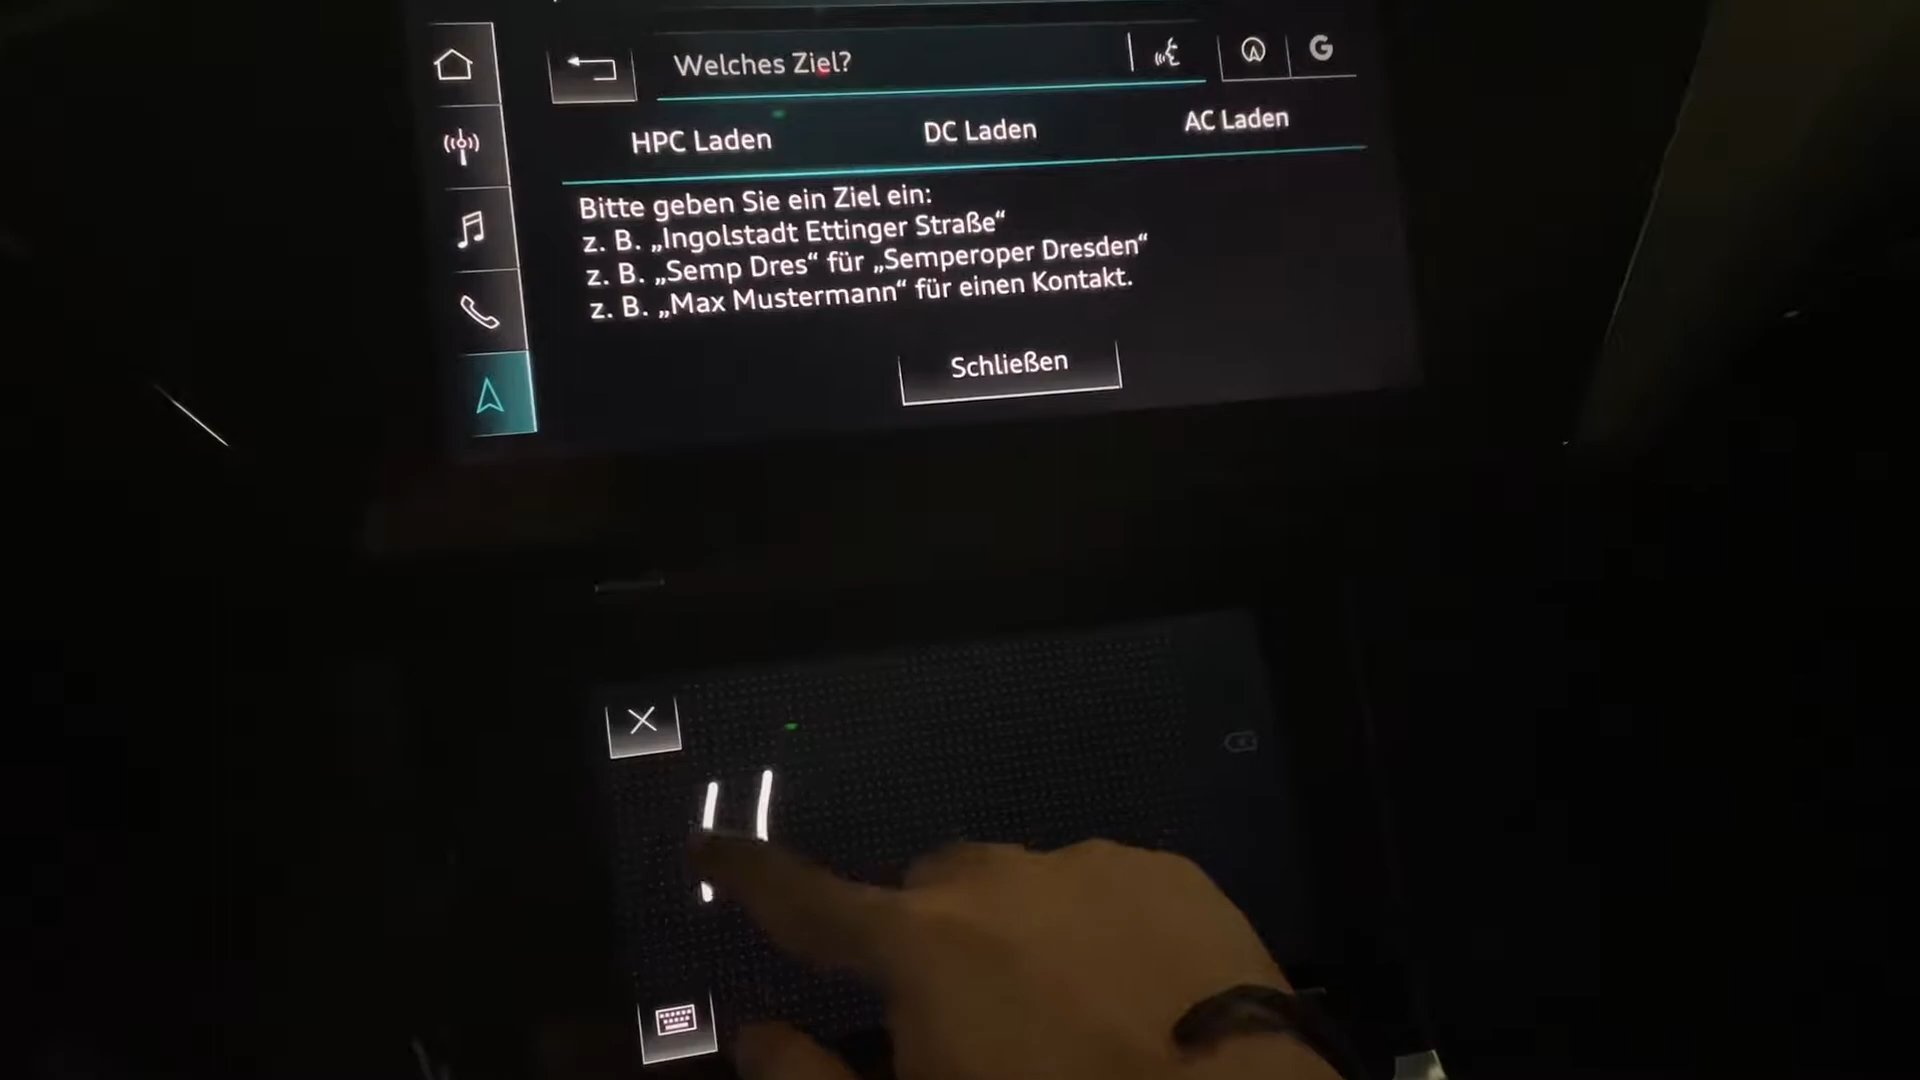 Welches Ziel?
G
HPC Laden DC Laden AC Laden
Bitte geben Sie ein Ziel ein:
z. B. „Ingolstadt Ettinger Straße“
z. B. „Semp Dres“ für „Semperoper Dresden“
z. B. „Max Mustermann“ für einen Kontakt.
Schließen